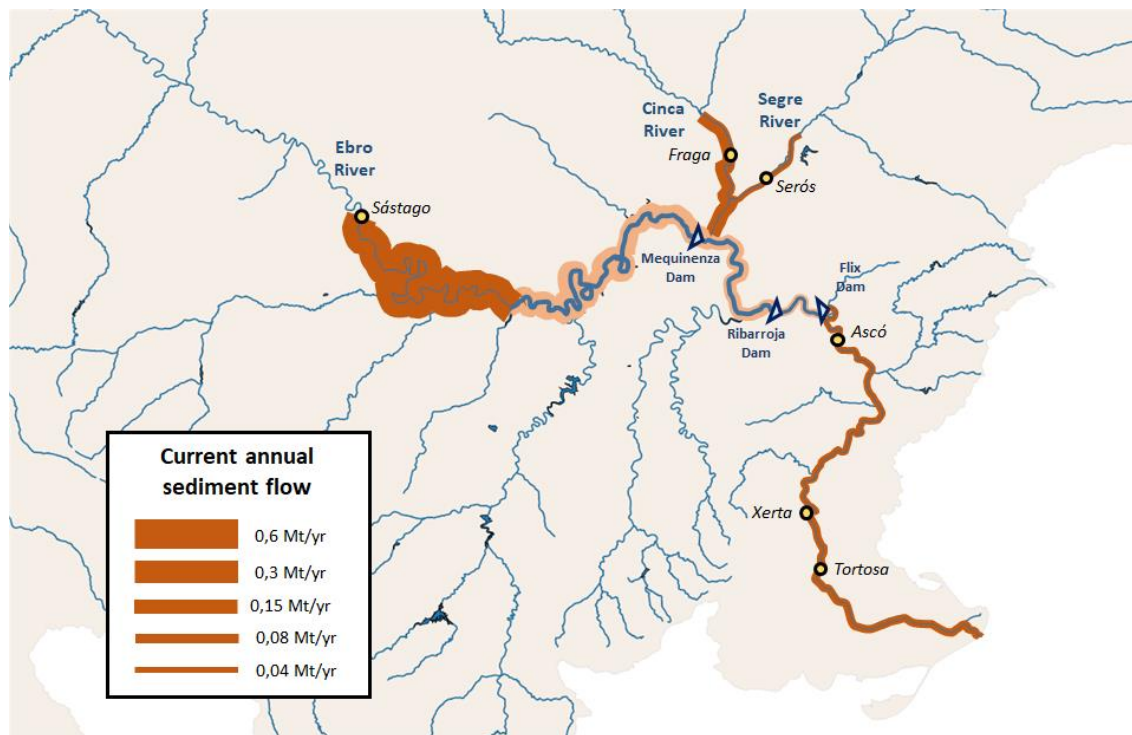 Cinca
River
Segre
River
Fraga
Serós
Ebro
River
Sástago
Mequinenza
Dam
Flix
Dam
Ribarroja
Dam
Ascó
Current annual
sediment flow
0,6 Mt/yr
0,3 Mt/yr
0,15 Mt/yr
0,08 Mt/yr
0,04 Mt/yr
Xerta
Tortosa